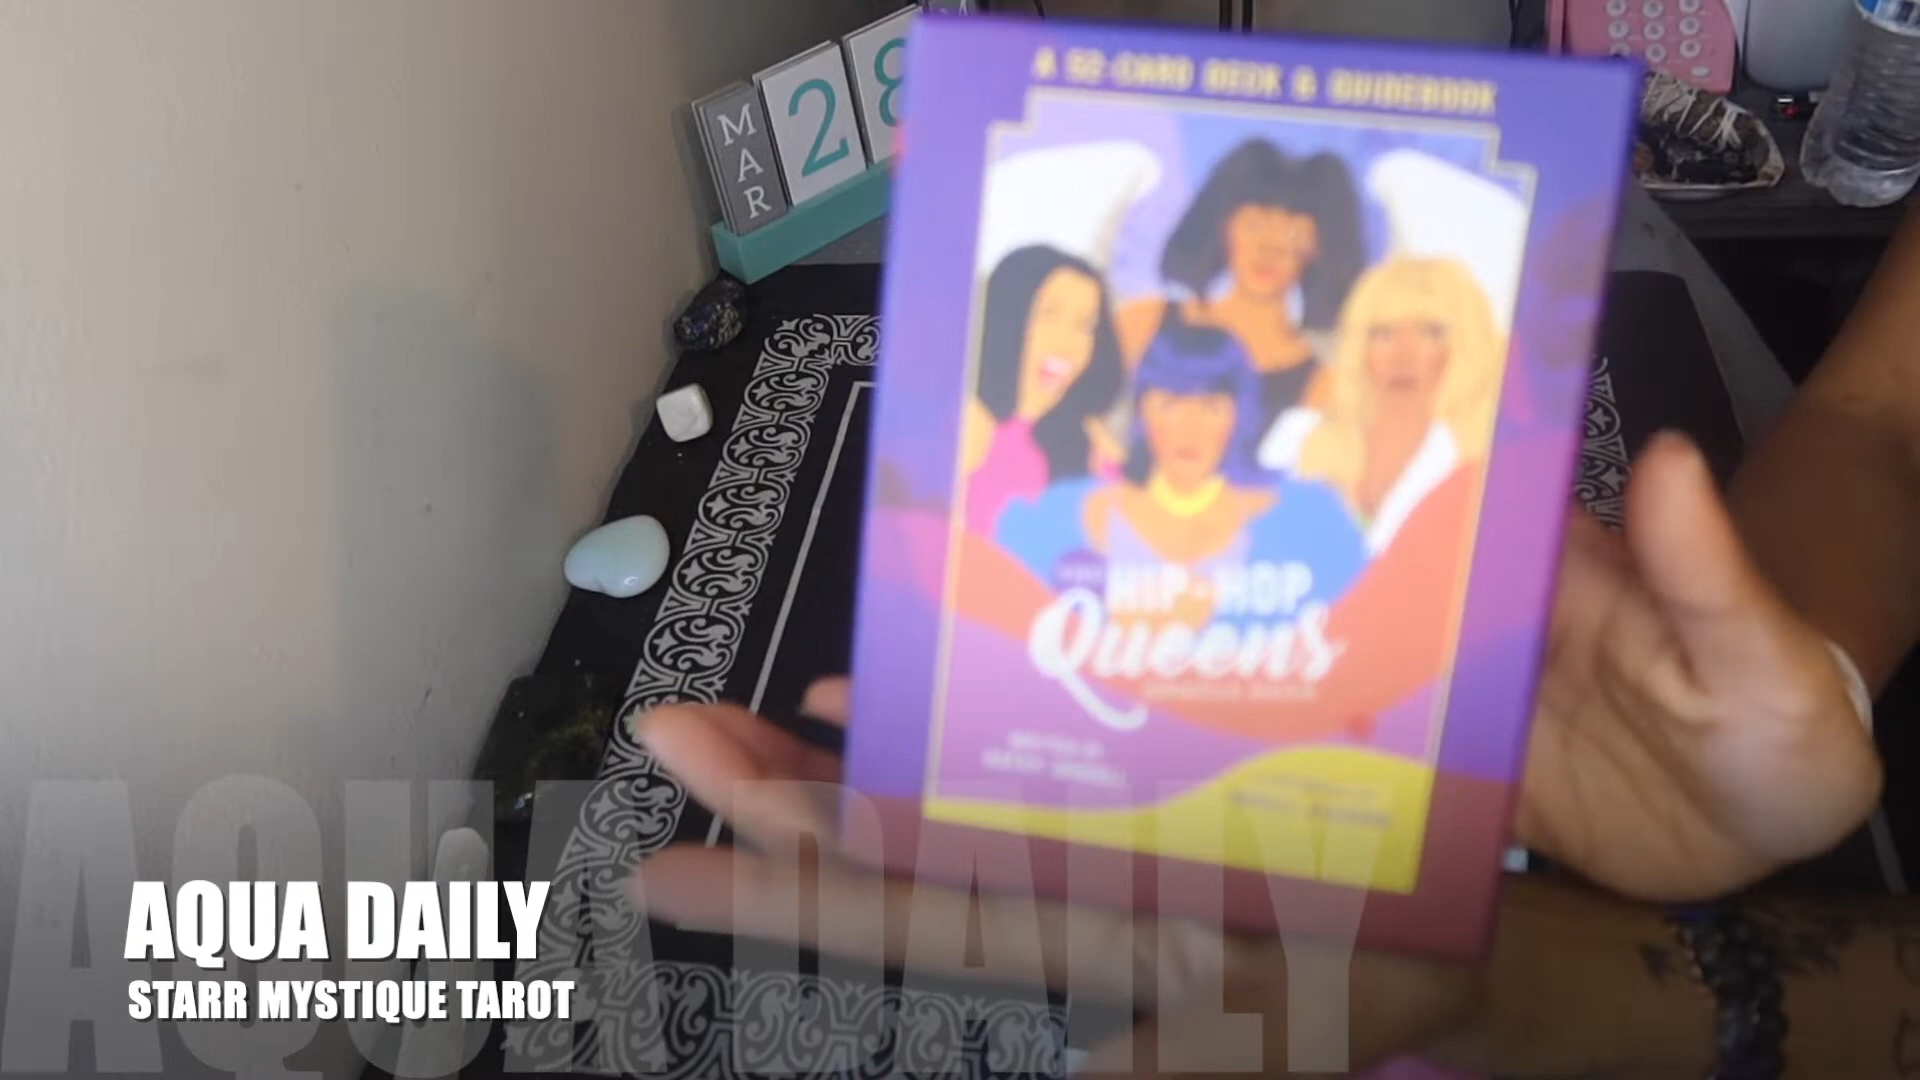 MAR
28
A 52-CARD DECK & GUIDEBOOK
HIP-HOP
Queens
AQUA DAILY
AQUA DAILY
STARR MYSTIQUE TAROT